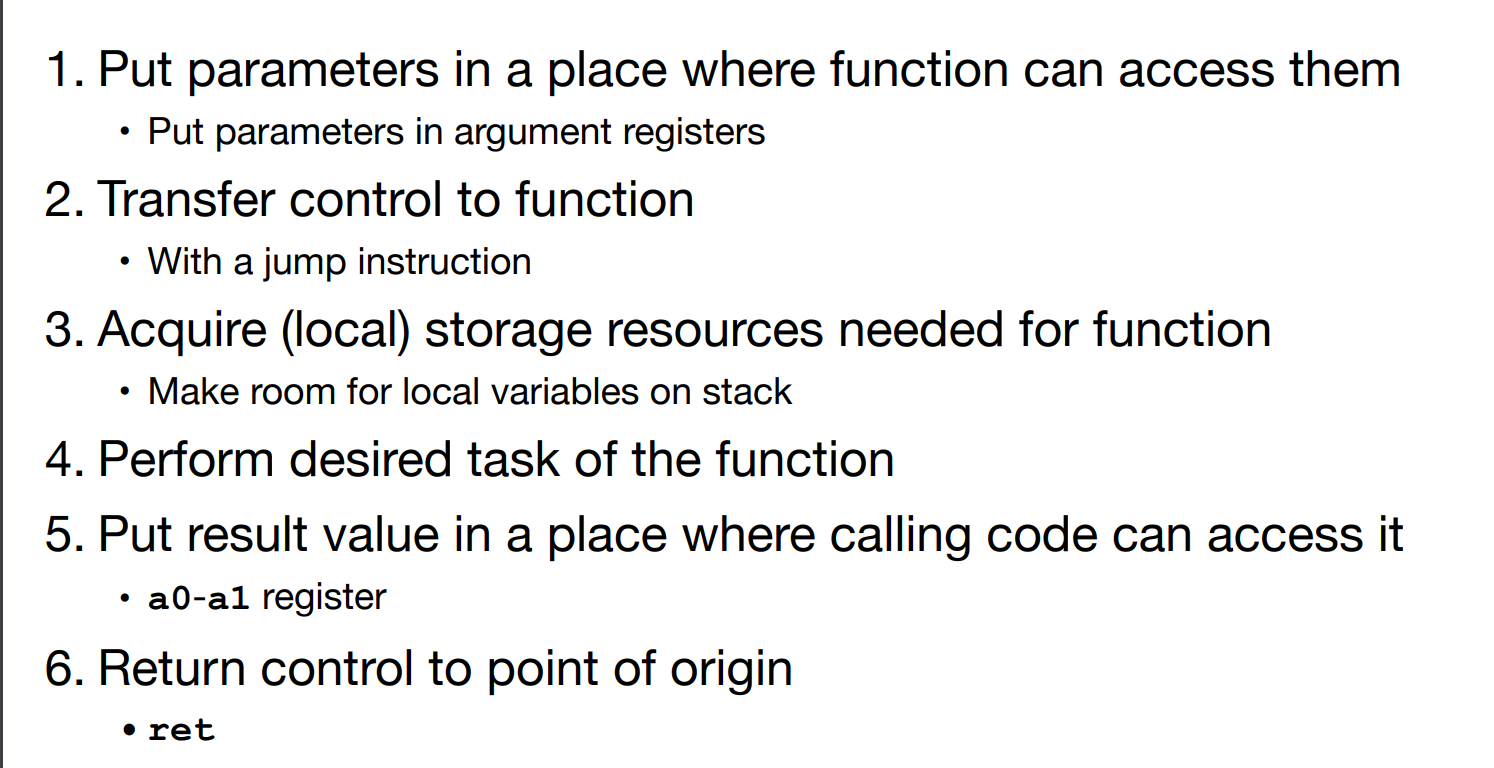 1. Put parameters in a place where function can access them
• Put parameters in argument registers
2. Transfer control to function
• With a jump instruction
3. Acquire (local) storage resources needed for function
• Make room for local variables on stack
4. Perform desired task of the function
5. Put result value in a place where calling code can access it
• a0-a1 register
6. Return control to point of origin
• ret